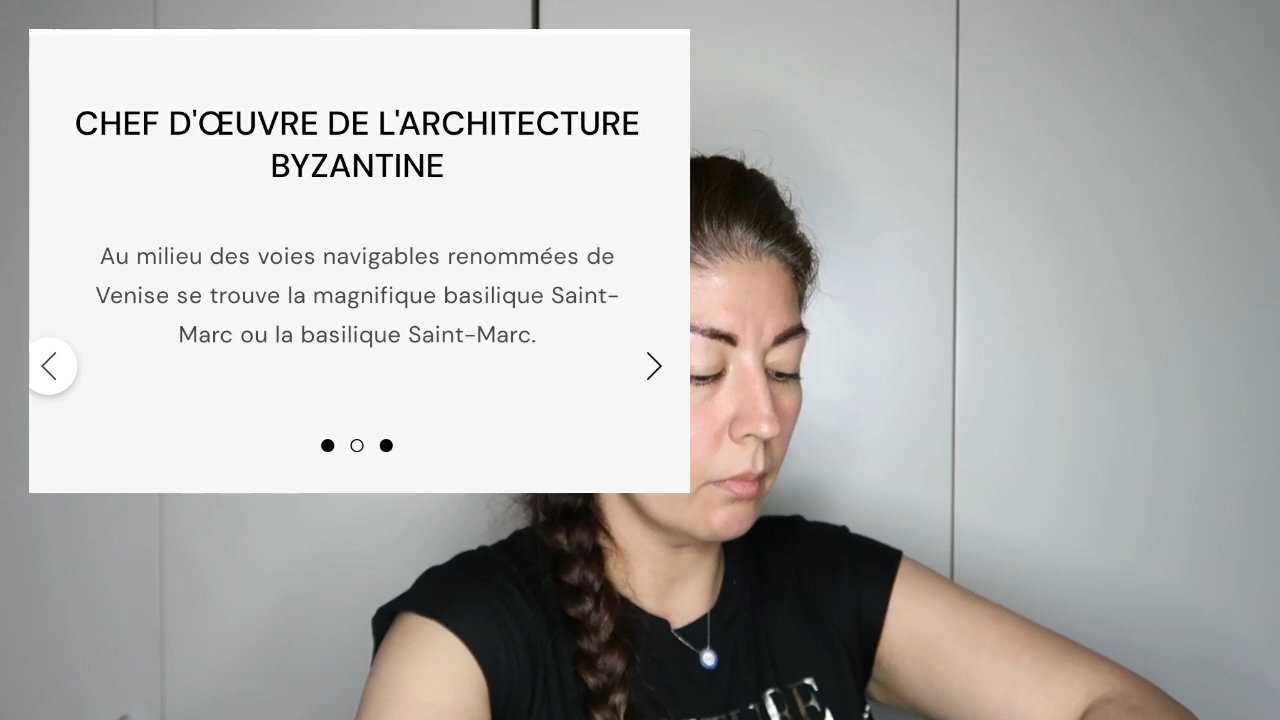 CHEF D'ŒUVRE DE L'ARCHITECTURE
BYZANTINE
Au milieu des voies navigables renommées de
Venise se trouve la magnifique basilique Saint-
Marc ou la basilique Saint-Marc.